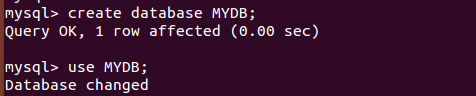 mysql> create database MYDB;
Query OK, 1 row affected (0.00 sec)
mysql> use MYDB;
Database changed